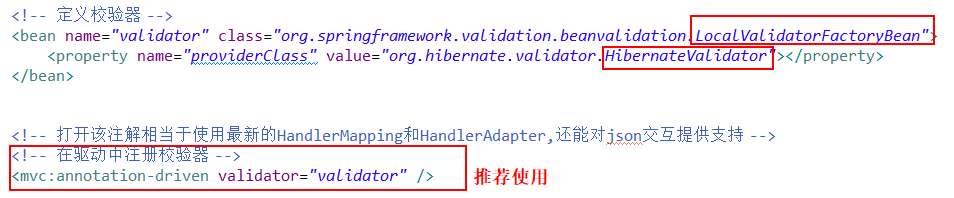 <!-- 定义校验器 -->
<bean name="validator" class="org.springframework.validation.beanvalidation.LocalValidatorFactoryBean">
<property name="providerClass" value="org.hibernate.validator.HibernateValidator"></property>
</bean>
<!-- 打开该注解相当于使用最新的HandlerMapping和HandlerAdapter,还能对json交互提供支持 -->
<!-- 在驱动中注册校验器 -->
<mvc:annotation-driven validator="validator" /> 推荐使用